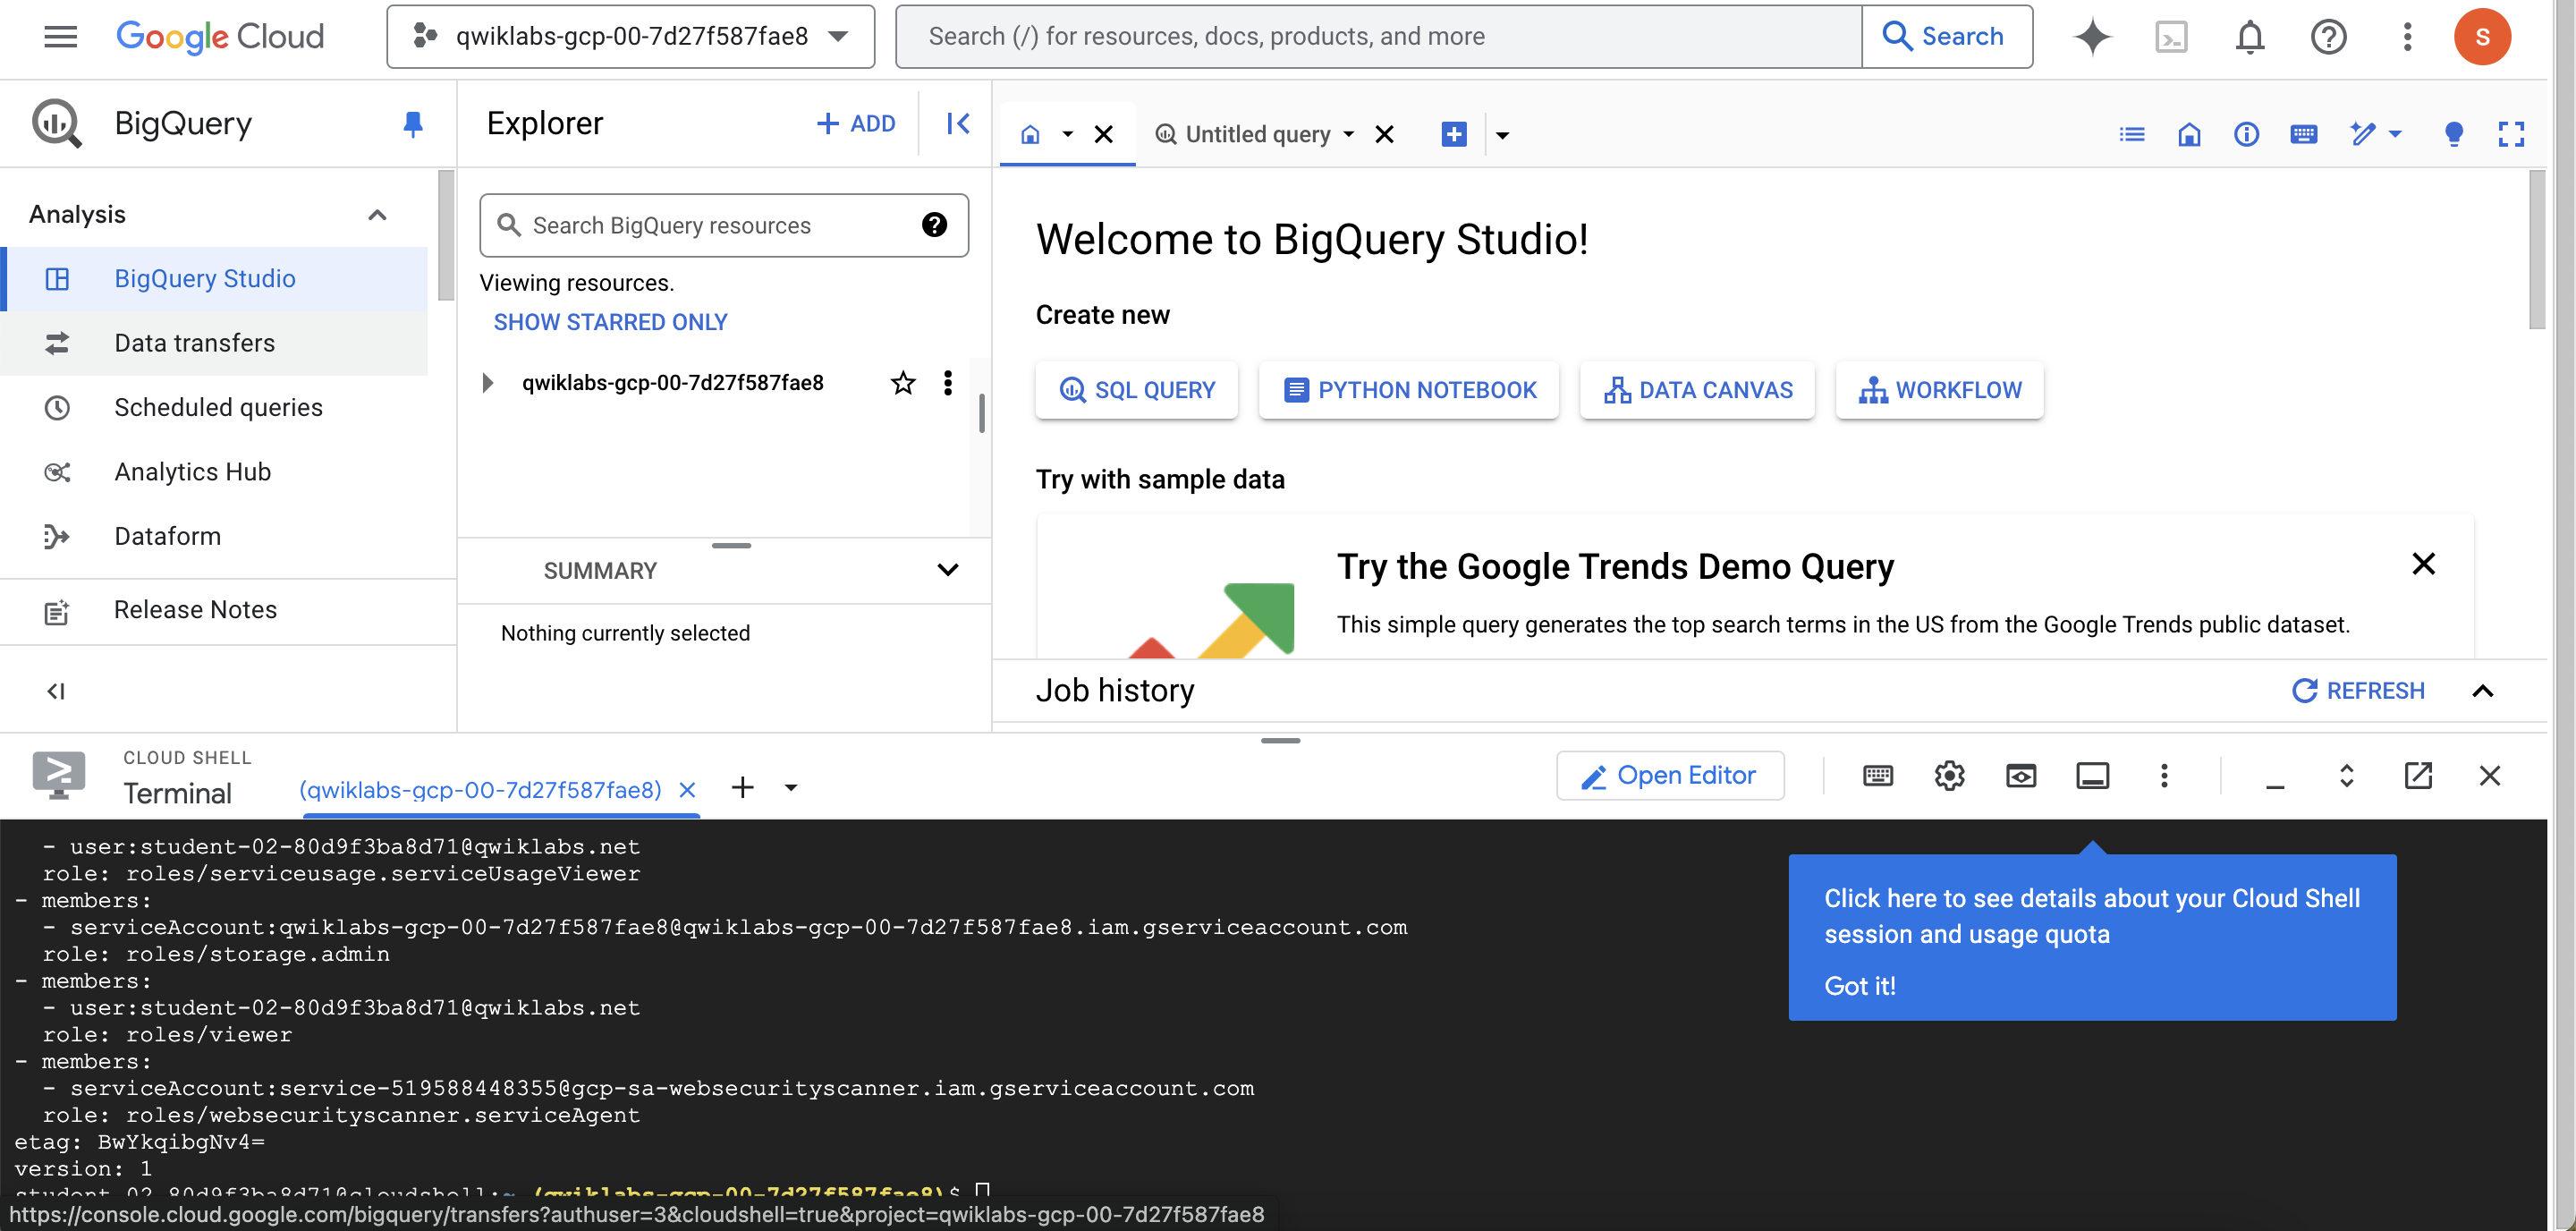 Google Cloud
qwiklabs-gcp-00-7d27f587fae8
Search (/) for resources, docs, products, and more
Search
S
BigQuery
Analysis
BigQuery Studio
Data transfers
Scheduled queries
Analytics Hub
Dataform
Release Notes
Explorer
+ ADD
Search BigQuery resources
Viewing resources.
SHOW STARRED ONLY
qwiklabs-gcp-00-7d27f587fae8
SUMMARY
Nothing currently selected
Untitled query
Welcome to BigQuery Studio!
Create new
SQL QUERY
PYTHON NOTEBOOK
DATA CANVAS
WORKFLOW
Try with sample data
Try the Google Trends Demo Query
This simple query generates the top search terms in the US from the Google Trends public dataset.
Job history
REFRESH
CLOUD SHELL
Terminal
(qwiklabs-gcp-00-7d27f587fae8)
Open Editor
- user:student-02-80d9f3ba8d71@qwiklabs.net
role: roles/serviceusage.serviceUsageViewer
- members:
- serviceAccount:qwiklabs-gcp-00-7d27f587fae8@qwiklabs-gcp-00-7d27f587fae8.iam.gserviceaccount.com
role: roles/storage.admin
- members:
- user:student-02-80d9f3ba8d71@qwiklabs.net
role: roles/viewer
- members:
- serviceAccount:service-519588448355@gcp-sa-websecurityscanner.iam.gserviceaccount.com
role: roles/websecurityscanner.serviceAgent
etag: BwYkqibgNv4=
version: 1
student_02_80d9f3ba8d71@cloudshell:~ (qwiklabs-gcp-00-7d27f587fae8)$
Click here to see details about your Cloud Shell
session and usage quota
Got it!
https://console.cloud.google.com/bigquery/transfers?authuser=3&cloudshell=true&project=qwiklabs-gcp-00-7d27f587fae8